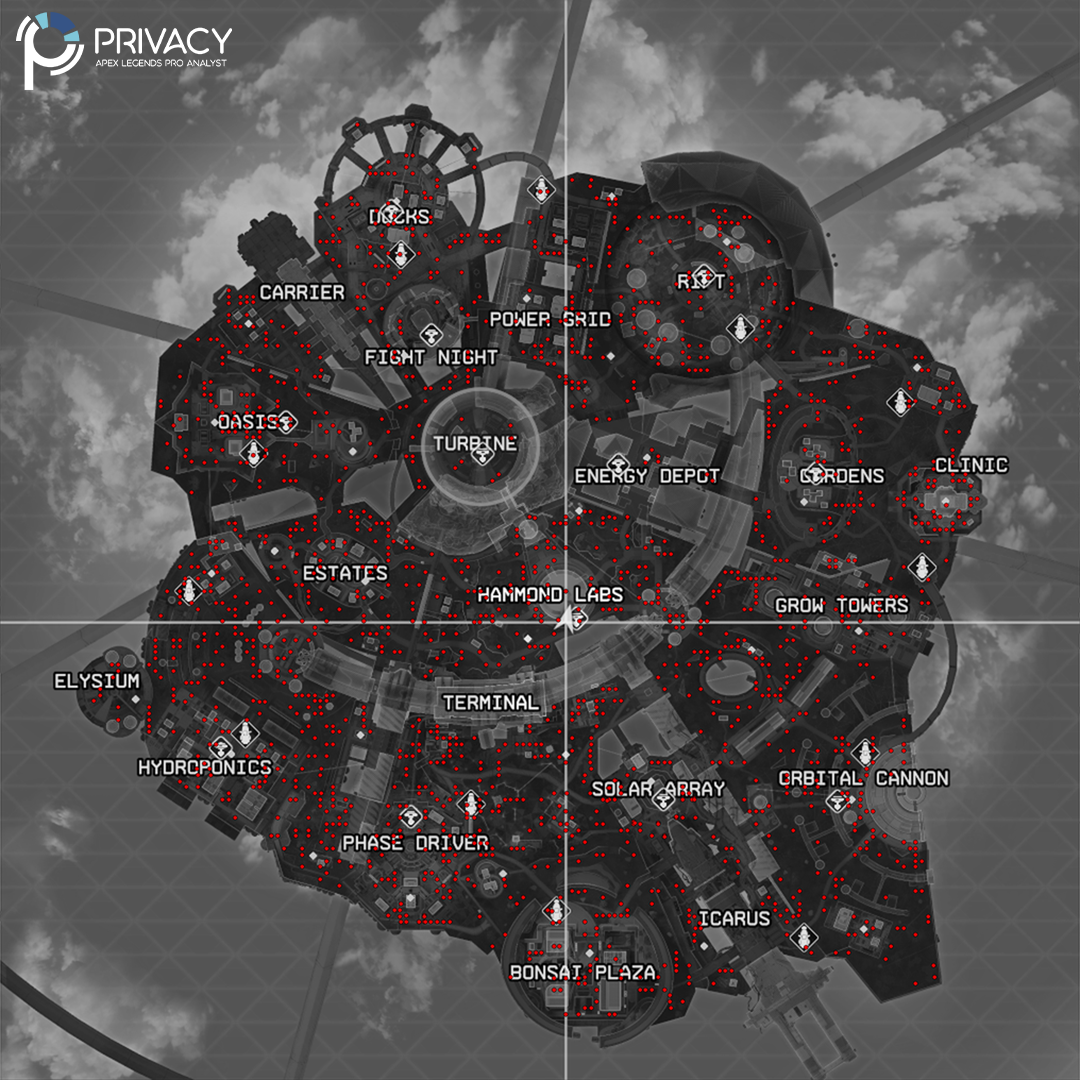 PRIVACY
APEX LEGENDS PRO ANALYST
DOCKS
CARRIER
RIFT
POWER GRID
FIGHT NIGHT
OASIS
TURBINE
ENERGY DEPOT
GARDENS
CLINIC
ESTATES
HAMMOND LABS
GROW TOWERS
ELYSIUM
TERMINAL
HYDROPONICS
SOLAR ARRAY
ORBITAL CANNON
PHASE DRIVER
ICARUS
BONSAI PLAZA